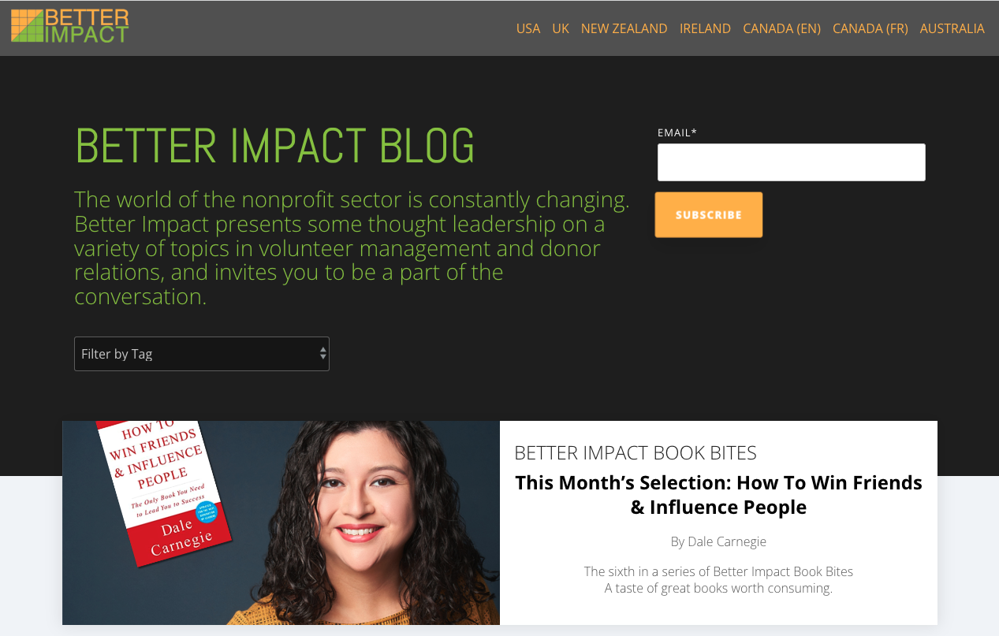 BETTER
IMPACT
USA UK NEW ZEALAND IRELAND CANADA (EN) CANADA (FR) AUSTRALIA
BETTER IMPACT BLOG
The world of the nonprofit sector is constantly changing.
Better Impact presents some thought leadership on a
variety of topics in volunteer management and donor
relations, and invites you to be a part of the
conversation.
EMAIL*
SUBSCRIBE
Filter by Tag
HOW TO
WIN FRIENDS
& INFLUENCE
PEOPLE
The Only Book You Need
to Lead You to Success
Dale
Carnegie
BETTER IMPACT BOOK BITES
This Month’s Selection: How To Win Friends
& Influence People
By Dale Carnegie
The sixth in a series of Better Impact Book Bites
A taste of great books worth consuming.